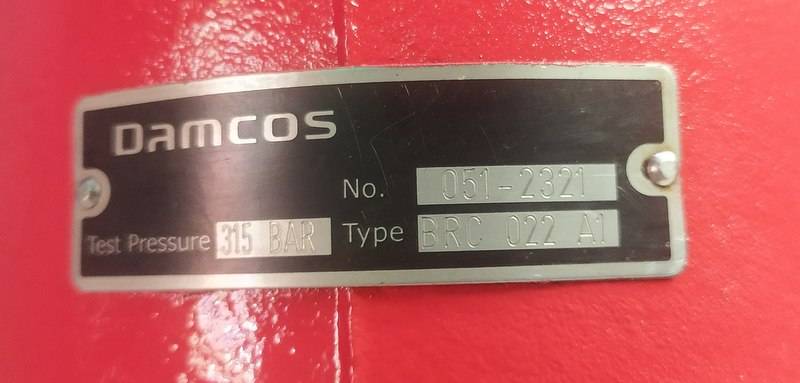 Damcos
No. 051-2321
Test Pressure 315 BAR Type BRC 022 A1